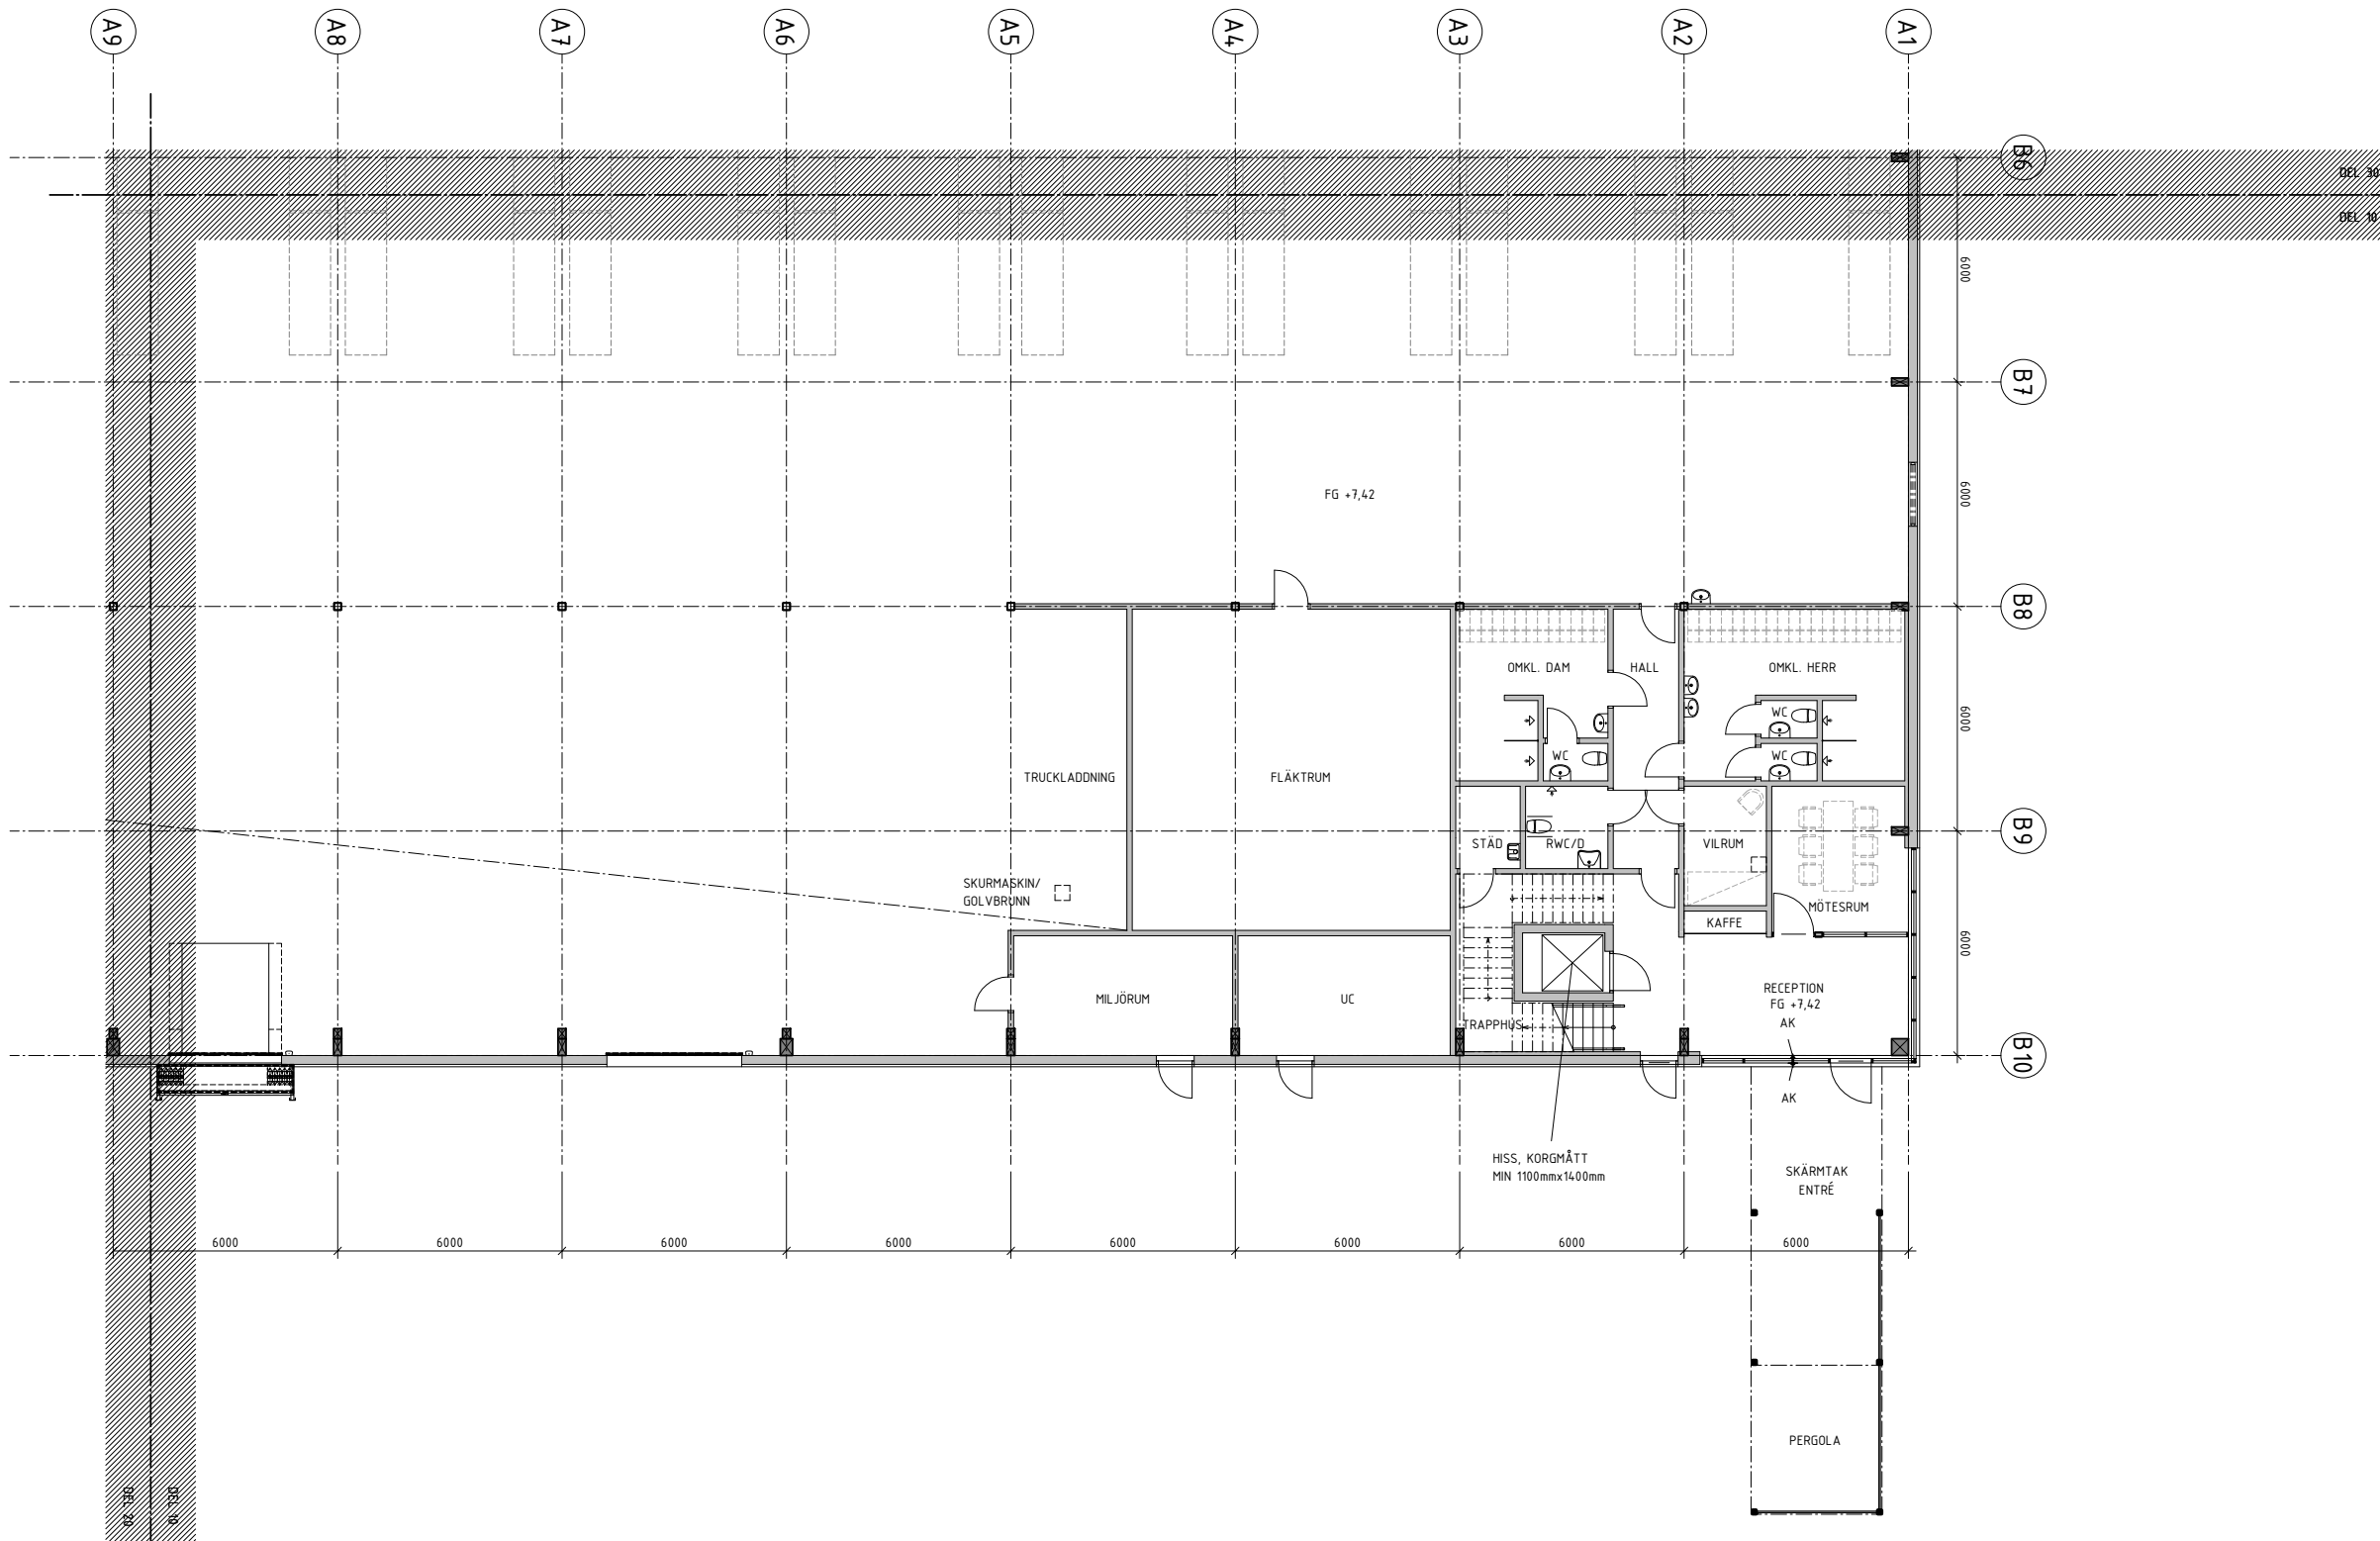 A9
A8
A7
A6
A5
A4
A3
A2
A1
B6
DEL 30
DEL 10
6000
B7
6000
FG +7,42
B8
OMKL. DAM
HALL
OMKL. HERR
6000
WC
WC
WC
TRUCKLADDNING
FLÄKTRUM
B9
STÄD
RWC/D
VILRUM
SKURMASKIN/
GOLVBRUNN
MÖTESRUM
KAFFE
6000
MILJÖRUM
UC
RECEPTION
FG +7,42
AK
TRAPPHUS
B10
AK
HISS, KORGMÅTT
MIN 1100mmx1400mm
SKÄRMTAK
ENTRÉ
6000
6000
6000
6000
6000
6000
6000
6000
PERGOLA
DEL 20
DEL 10